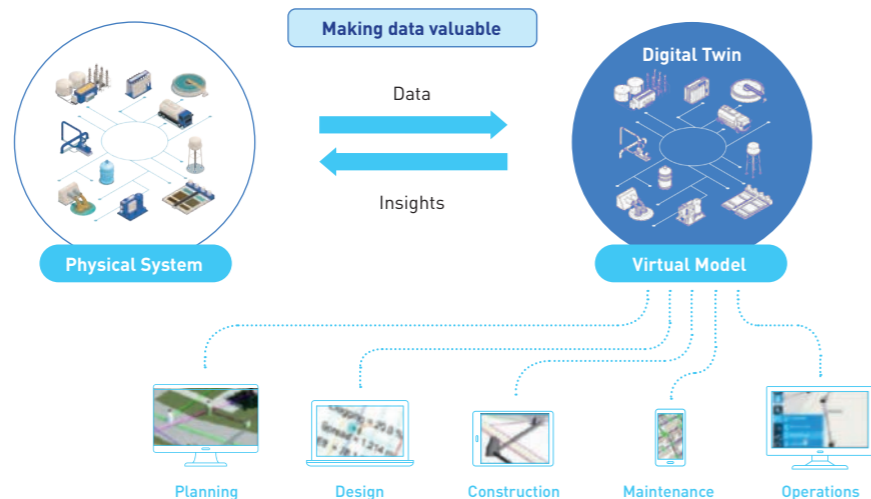 Making data valuable
Digital Twin
Data
Insights
Physical System
Virtual Model
Planning
Design
Construction
Maintenance
Operations